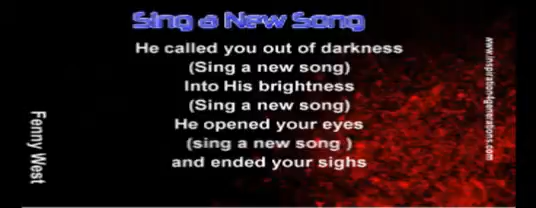 Sing a New Song
He called you out of darkness
(Sing a new song)
Into His brightness
(Sing a new song)
He opened your eyes
(sing a new song )
and ended your sighs
Fenny West
www.inspiration4generations.com